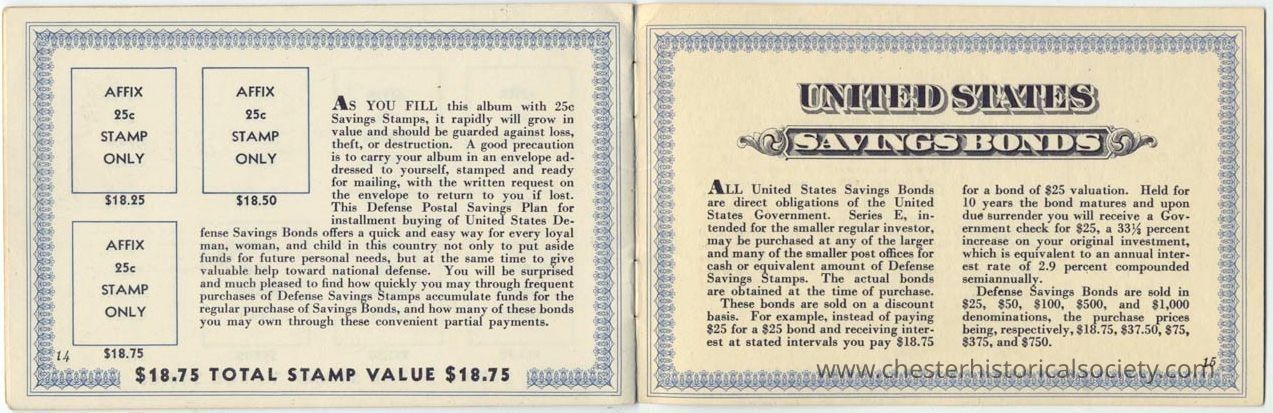 AFFIX
25c
STAMP
ONLY
$18.25
AFFIX
25c
STAMP
ONLY
$18.50
AFFIX
25c
STAMP
ONLY
$18.75
AS YOU FILL this album with 25c
Savings Stamps, it rapidly will grow in
value and should be guarded against loss,
theft, or destruction. A good precaution
is to carry your album in an envelope ad-
dressed to yourself, stamped and ready
for mailing, with the written request on
the envelope to return to you if lost.
This Defense Postal Savings Plan for
installment buying of United States De-
fense Savings Bonds offers a quick and easy way for every loyal
man, woman, and child in this country not only to put aside
funds for future personal needs, but at the same time to give
valuable help toward national defense. You will be surprised
and much pleased to find how quickly you may through frequent
purchases of Defense Savings Stamps accumulate funds for the
regular purchase of Savings Bonds, and how many of these bonds
you may own through these convenient partial payments.
14
$18.75 TOTAL STAMP VALUE $18.75
UNITED STATES
SAVINGS BONDS
ALL United States Savings Bonds
are direct obligations of the United
States Government. Series E, in-
tended for the smaller regular investor,
may be purchased at any of the larger
and many of the smaller post offices for
cash or equivalent amount of Defense
Savings Stamps. The actual bonds
are obtained at the time of purchase.
These bonds are sold on a discount
basis. For example, instead of paying
$25 for a $25 bond and receiving inter-
est at stated intervals you pay $18.75
for a bond of $25 valuation. Held for
10 years the bond matures and upon
due surrender you will receive a Gov-
ernment check for $25, a 33⅓ percent
increase on your original investment,
which is equivalent to an annual inter-
est rate of 2.9 percent compounded
semiannually.
Defense Savings Bonds are sold in
$25, $50, $100, $500, and $1,000
denominations, the purchase prices
being, respectively, $18.75, $37.50, $75,
$375, and $750.
15
www.chesterhistoricalsociety.com